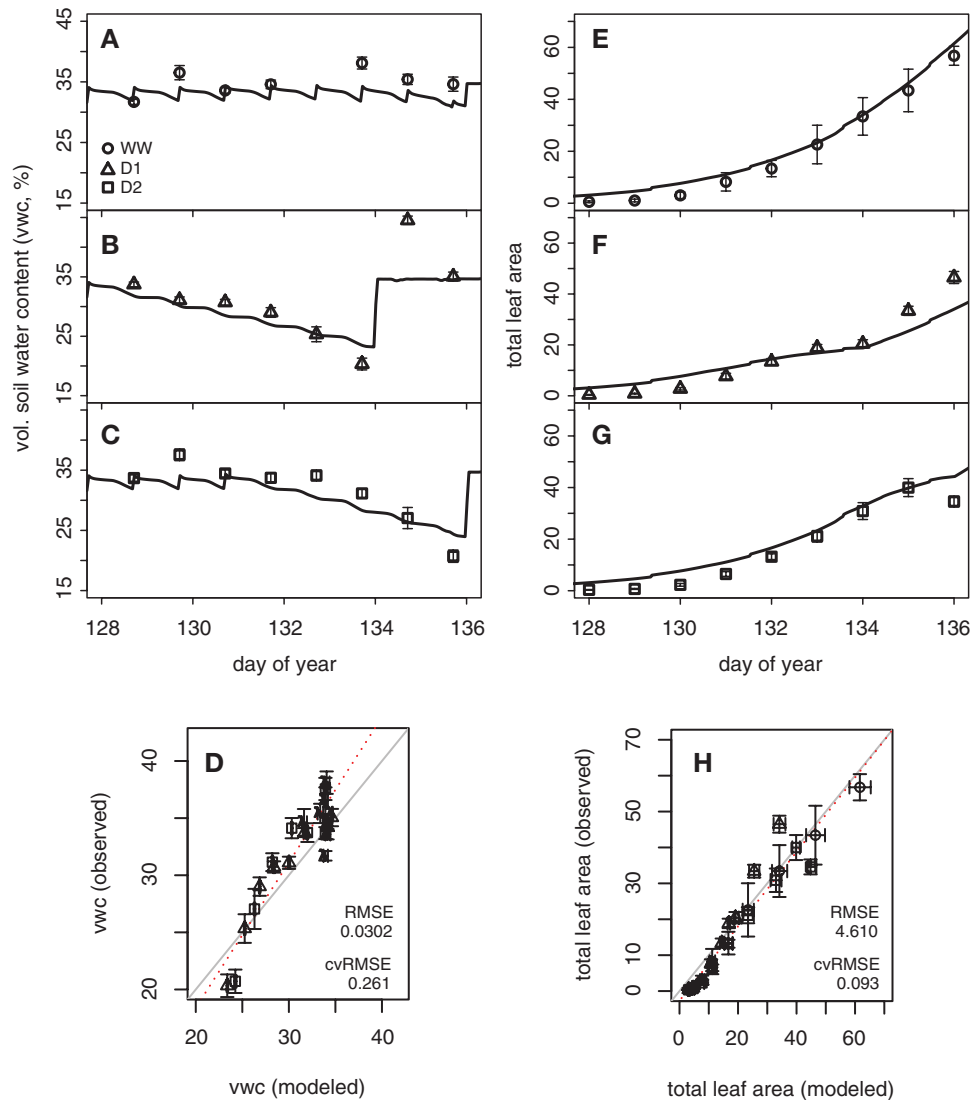 A
45
35
25
15
WW
D1
D2
B
35
25
15
C
35
25
15
vol. soil water content (vwc, %)
128
130
132
134
136
day of year
E
60
40
20
0
F
60
40
20
0
G
60
40
20
0
total leaf area
128
130
132
134
136
day of year
D
40
30
20
vwc (observed)
RMSE
0.0302
cvRMSE
0.261
20
30
40
vwc (modeled)
H
70
50
30
10
0
total leaf area (observed)
RMSE
4.610
cvRMSE
0.093
0
20
40
60
total leaf area (modeled)